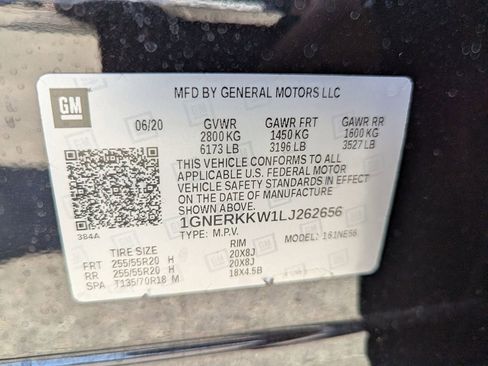 GM
MFD BY GENERAL MOTORS LLC
06/20 GVWR GAWR FRT GAWR RR
2800 KG 1450 KG 1600 KG
6173 LB 3196 LB 3527 LB
THIS VEHICLE CONFORMS TO ALL
APPLICABLE U.S. FEDERAL MOTOR
VEHICLE SAFETY STANDARDS IN EFFECT
ON THE DATE OF MANUFACTURE
SHOWN ABOVE.
1GNERKKW1LJ262656
384A TYPE: M.P.V. MODEL: 161NE56
TIRE SIZE RIM
FRT 255/55R20 H 20X8J
RR 255/55R20 H 20X8J
SPA T135/70R18 M 18X4.5B